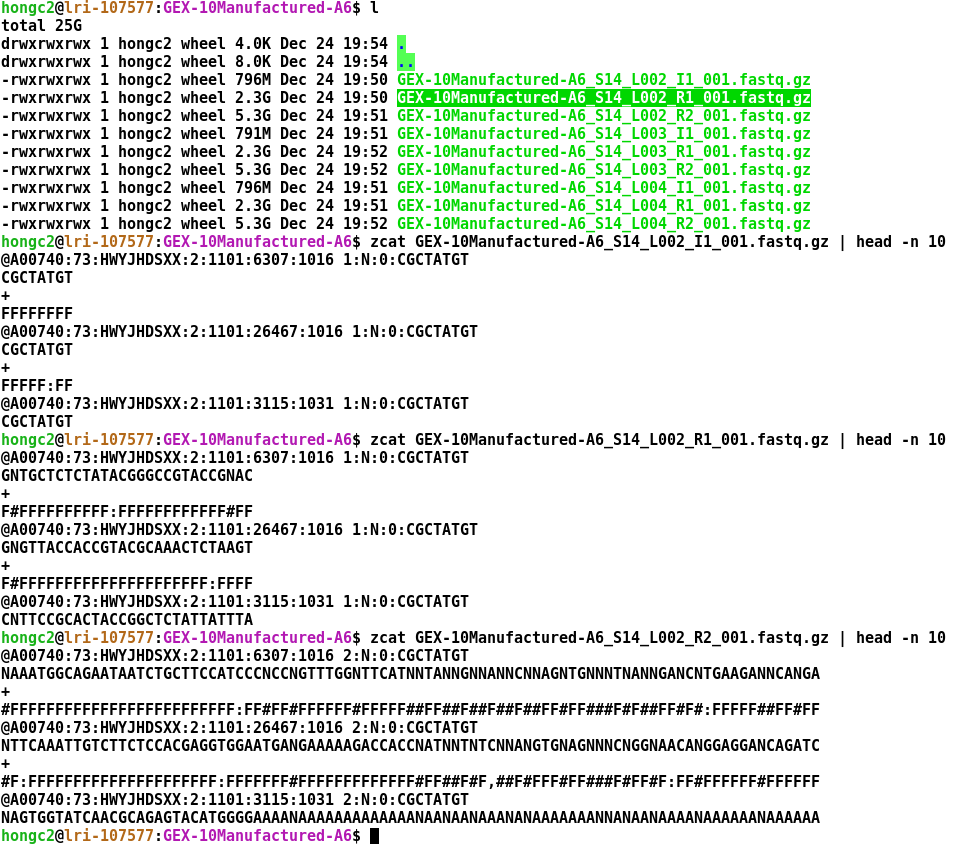 hongc2@lri-107577:GEX-10Manufactured-A6$ l
total 25G
drwxrwxrwx 1 hongc2 wheel 4.0K Dec 24 19:54 .
drwxrwxrwx 1 hongc2 wheel 8.0K Dec 24 19:54 ..
-rwxrwxrwx 1 hongc2 wheel 796M Dec 24 19:50 GEX-10Manufactured-A6_S14_L002_I1_001.fastq.gz
-rwxrwxrwx 1 hongc2 wheel 2.3G Dec 24 19:50 GEX-10Manufactured-A6_S14_L002_R1_001.fastq.gz
-rwxrwxrwx 1 hongc2 wheel 5.3G Dec 24 19:51 GEX-10Manufactured-A6_S14_L002_R2_001.fastq.gz
-rwxrwxrwx 1 hongc2 wheel 791M Dec 24 19:51 GEX-10Manufactured-A6_S14_L003_I1_001.fastq.gz
-rwxrwxrwx 1 hongc2 wheel 2.3G Dec 24 19:52 GEX-10Manufactured-A6_S14_L003_R1_001.fastq.gz
-rwxrwxrwx 1 hongc2 wheel 5.3G Dec 24 19:52 GEX-10Manufactured-A6_S14_L003_R2_001.fastq.gz
-rwxrwxrwx 1 hongc2 wheel 796M Dec 24 19:51 GEX-10Manufactured-A6_S14_L004_I1_001.fastq.gz
-rwxrwxrwx 1 hongc2 wheel 2.3G Dec 24 19:51 GEX-10Manufactured-A6_S14_L004_R1_001.fastq.gz
-rwxrwxrwx 1 hongc2 wheel 5.3G Dec 24 19:52 GEX-10Manufactured-A6_S14_L004_R2_001.fastq.gz
hongc2@lri-107577:GEX-10Manufactured-A6$ zcat GEX-10Manufactured-A6_S14_L002_I1_001.fastq.gz | head -n 10
@A00740:73:HWYJHDSXX:2:1101:6307:1016 1:N:0:CGCTATGT
CGCTATGT
+
FFFFFFFF
@A00740:73:HWYJHDSXX:2:1101:26467:1016 1:N:0:CGCTATGT
CGCTATGT
+
FFFFF:FF
@A00740:73:HWYJHDSXX:2:1101:3115:1031 1:N:0:CGCTATGT
CGCTATGT
hongc2@lri-107577:GEX-10Manufactured-A6$ zcat GEX-10Manufactured-A6_S14_L002_R1_001.fastq.gz | head -n 10
@A00740:73:HWYJHDSXX:2:1101:6307:1016 1:N:0:CGCTATGT
GNTGCTCTCTATACGGGCCGTACCGNAC
+
F#FFFFFFFFFF:FFFFFFFFFFFF#FF
@A00740:73:HWYJHDSXX:2:1101:26467:1016 1:N:0:CGCTATGT
GNGTTACCACCGTACGCAAACTCTAAGT
+
F#FFFFFFFFFFFFFFFFFFFFF:FFFF
@A00740:73:HWYJHDSXX:2:1101:3115:1031 1:N:0:CGCTATGT
CNTTCCGCACTACCGGCTCTATTATTTA
hongc2@lri-107577:GEX-10Manufactured-A6$ zcat GEX-10Manufactured-A6_S14_L002_R2_001.fastq.gz | head -n 10
@A00740:73:HWYJHDSXX:2:1101:6307:1016 2:N:0:CGCTATGT
NAAATGGCAGAATAATCTGCTTCCATCCCNCCNGTTTGGNTTCATNNTANNGNNANNCNNAGNTGNNNTNANNGANCNTGAAGANNCANGA
+
#FFFFFFFFFFFFFFFFFFFFFFFFF:FF#FF#FFFFFF#FFFFF##FF##F##F##F##FF#FF###F#F##FF#F#:FFFFF##FF#FF
@A00740:73:HWYJHDSXX:2:1101:26467:1016 2:N:0:CGCTATGT
NTTCAAATTGTCTTCTCCACGAGGTGGAATGANGAAAAAGACCACCNATNNTNTCNNANGTGNAGNNNCNGGNAACANGGAGGANCAGATC
+
#F:FFFFFFFFFFFFFFFFFFFFF:FFFFFFF#FFFFFFFFFFFFF#FF##F#F,##F#FFF#FF###F#FF#F:FF#FFFFFF#FFFFFF
@A00740:73:HWYJHDSXX:2:1101:3115:1031 2:N:0:CGCTATGT
NAGTGGTATCAACGCAGAGTACATGGGGAAAANAAAAAAAAAAAAANAANAANAAANANAAAAAAANNANAANAAAANAAAAAANAAAAAA
hongc2@lri-107577:GEX-10Manufactured-A6$